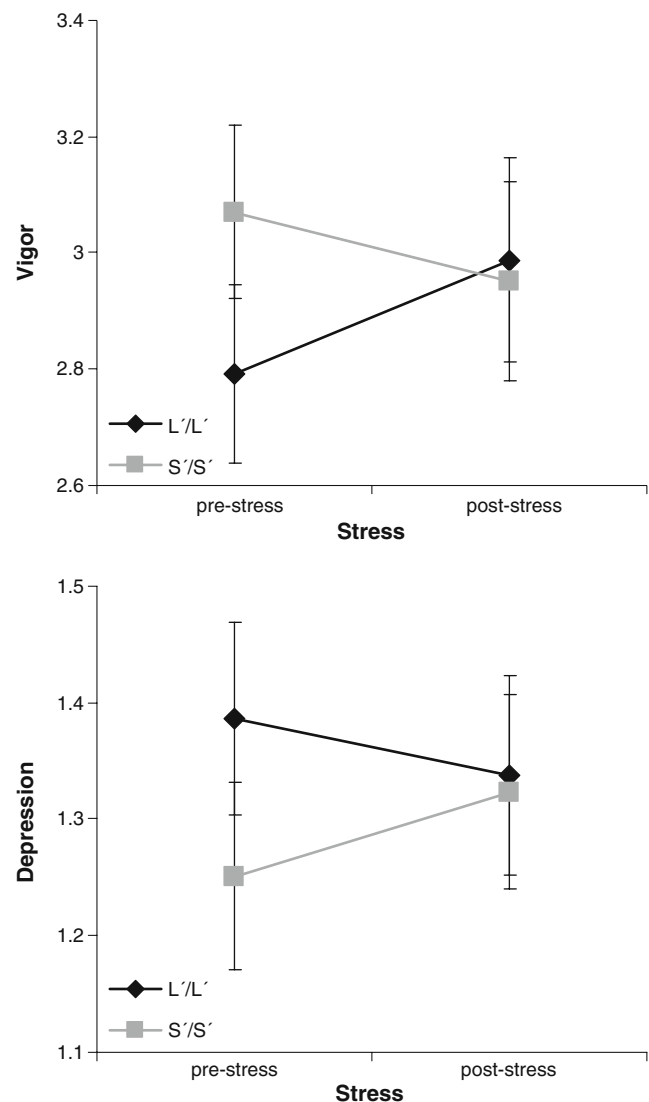 3.4
3.2
3
2.8
2.6
Vigor
L´/L´
S´/S´
pre-stress post-stress
Stress
1.5
1.4
1.3
1.2
1.1
Depression
L´/L´
S´/S´
pre-stress post-stress
Stress